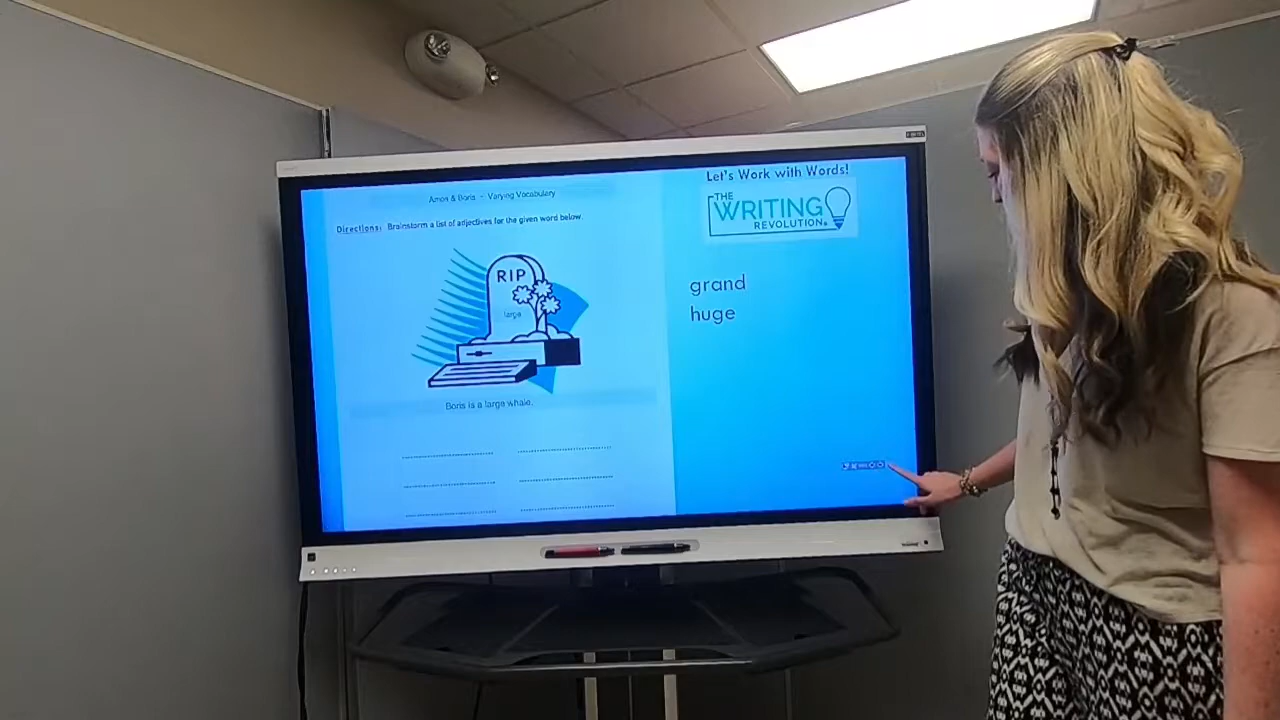 Amos & Boris - Varying Vocabulary
Directions: Brainstorm a list of adjectives for the given word below.
RIP
large
Boris is a large whale.
Let's Work with Words!
THE
WRITING
REVOLUTION®
grand
huge